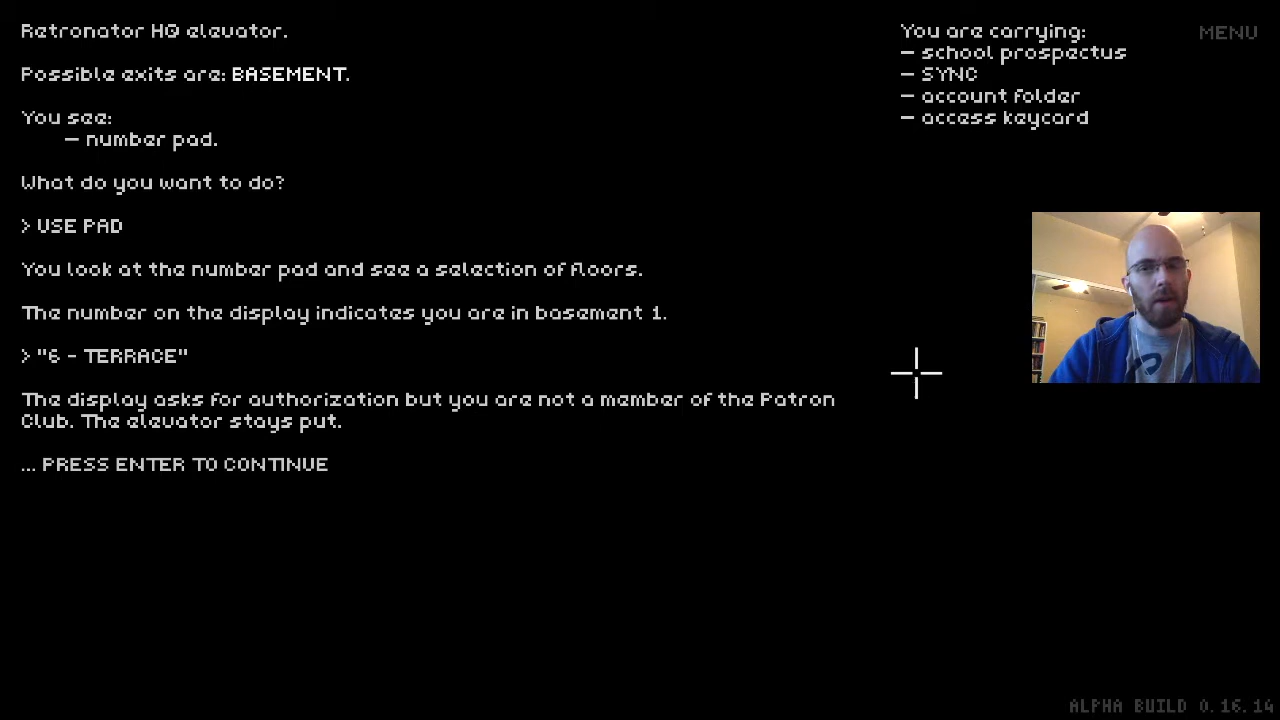 Retronator HQ elevator.
Possible exits are: BASEMENT.
You see:
– number pad.
What do you want to do?
> USE PAD
You look at the number pad and see a selection of floors.
The number on the display indicates you are in basement 1.
> "6 – TERRACE"
The display asks for authorization but you are not a member of the Patron
Club. The elevator stays put.
... PRESS ENTER TO CONTINUE
You are carrying:
– school prospectus
– SYNC
– account folder
– access keycard
MENU
ALPHA BUILD 0.16.14